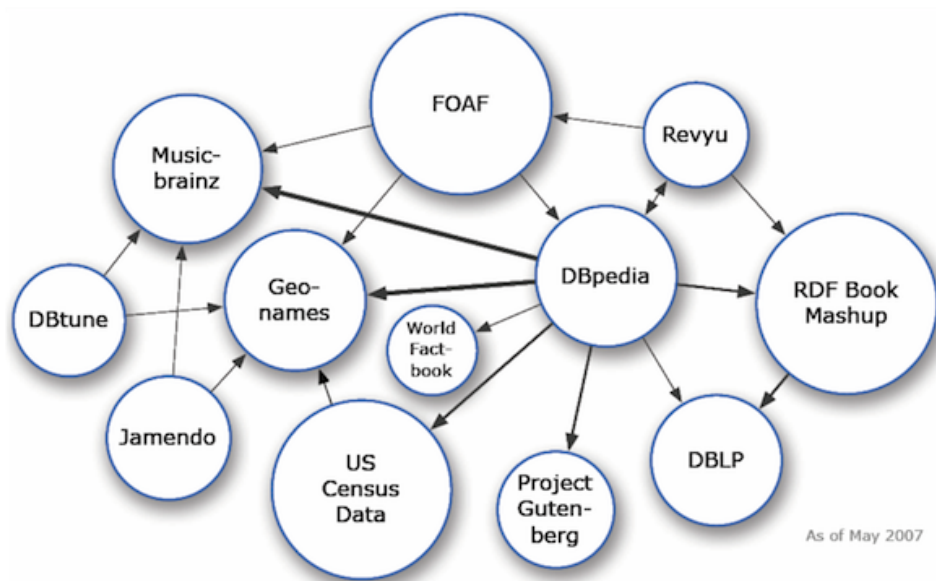 FOAF
Revyu
Music-
brainz
DBpedia
RDF Book
Mashup
Geo-
names
DBtune
World
Fact-
book
Jamendo
US
Census
Data
Project
Guten-
berg
DBLP
As of May 2007